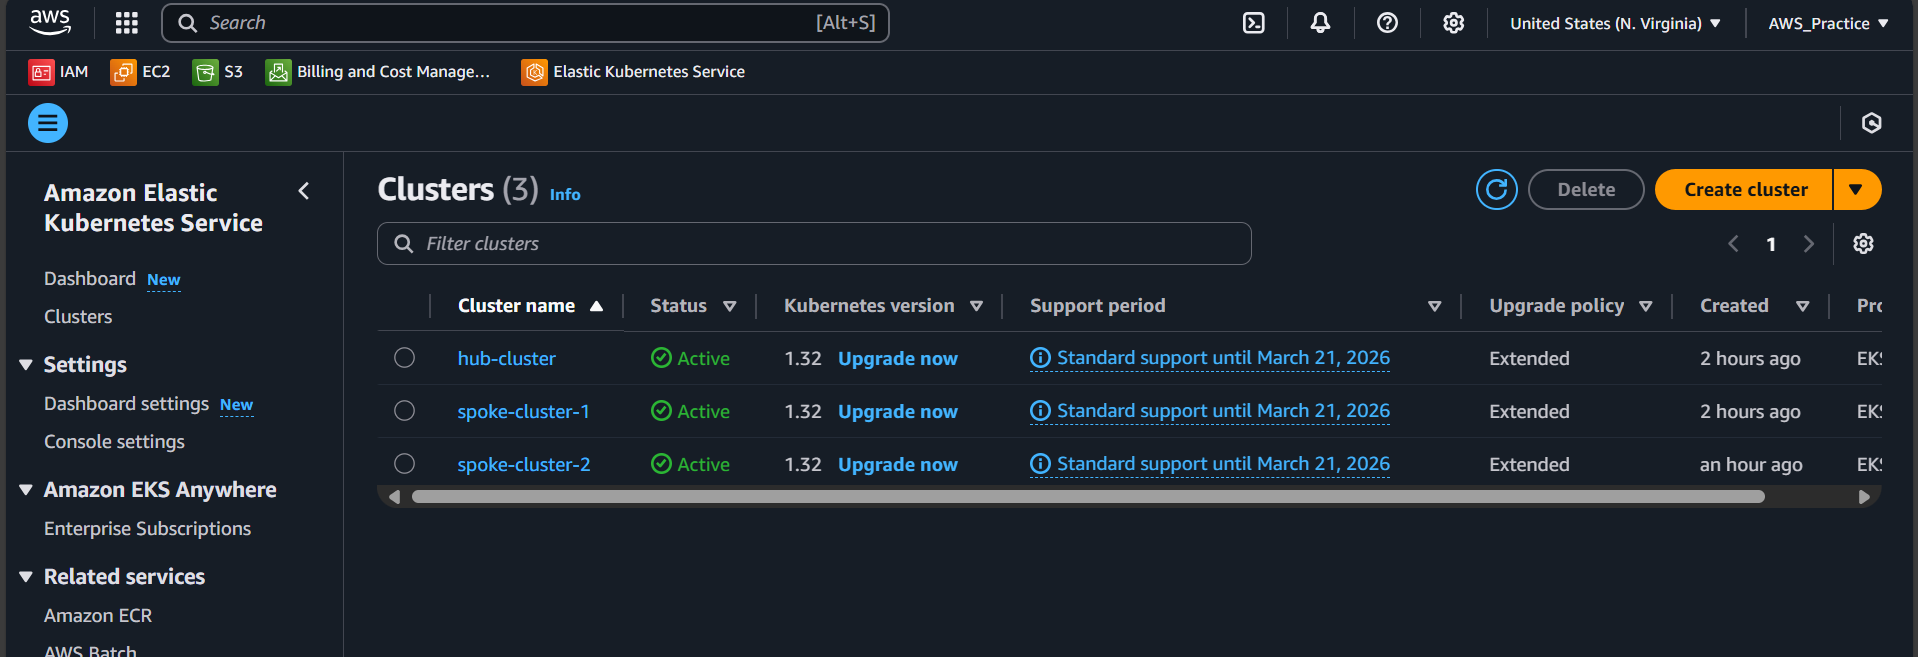 aws
Search [Alt+S]
United States (N. Virginia)
AWS_Practice
IAM
EC2
S3
Billing and Cost Manage...
Elastic Kubernetes Service
Amazon Elastic
Kubernetes Service
Dashboard New
Clusters
Settings
Dashboard settings New
Console settings
Amazon EKS Anywhere
Enterprise Subscriptions
Related services
Amazon ECR
AWS Batch
Clusters (3) Info
Delete
Create cluster
Filter clusters
1
Cluster name Status Kubernetes version Support period Upgrade policy Created Pro
hub-cluster Active 1.32 Upgrade now Standard support until March 21, 2026 Extended 2 hours ago EKS
spoke-cluster-1 Active 1.32 Upgrade now Standard support until March 21, 2026 Extended 2 hours ago EKS
spoke-cluster-2 Active 1.32 Upgrade now Standard support until March 21, 2026 Extended an hour ago EKS